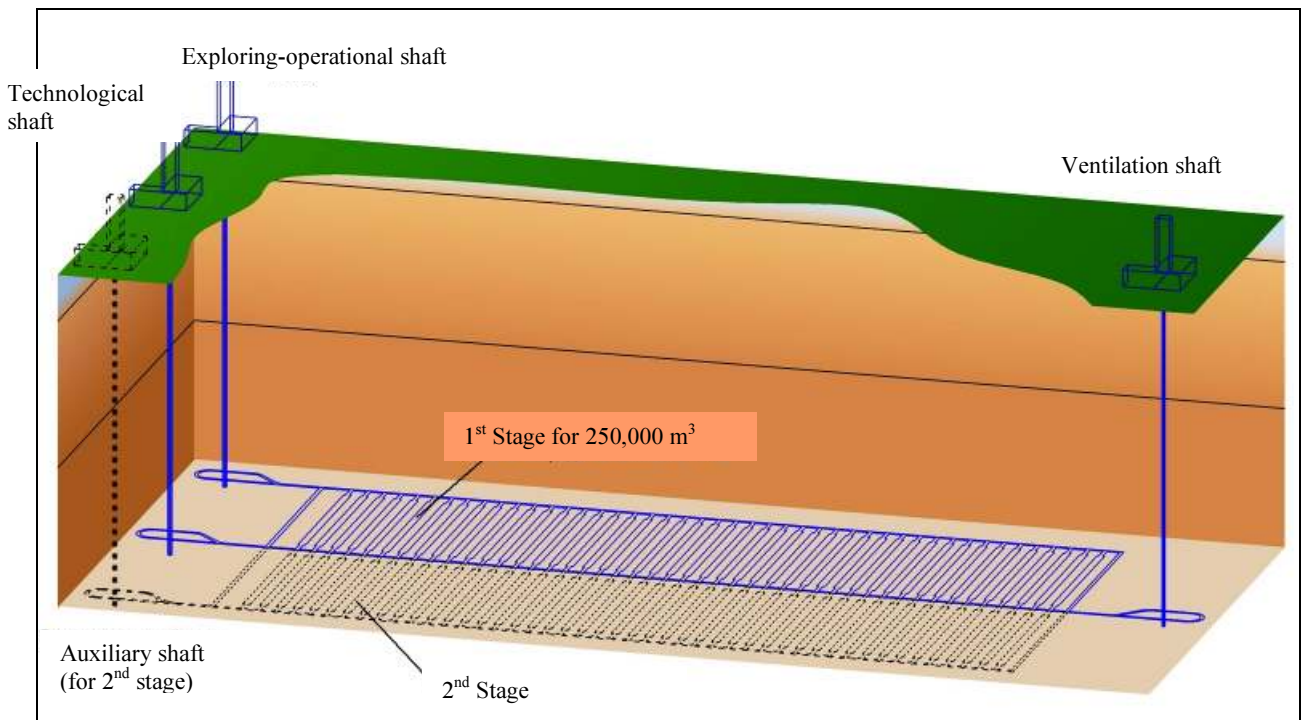 Exploring-operational shaft
Technological
shaft
Ventilation shaft
1st Stage for 250,000 m3
Auxiliary shaft
(for 2nd stage)
2nd Stage